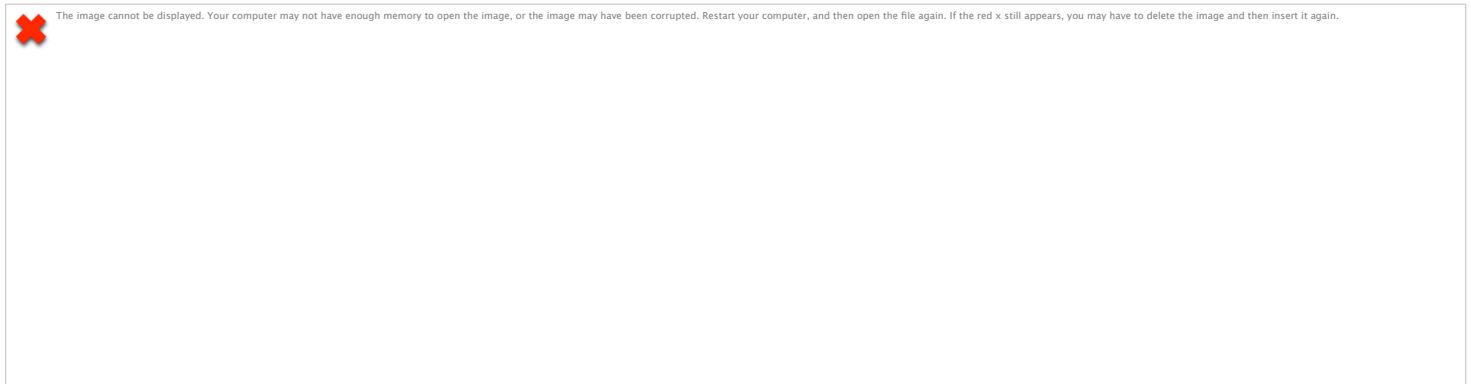 The image cannot be displayed. Your computer may not have enough memory to open the image, or the image may have been corrupted. Restart your computer, and then open the file again. If the red x still appears, you may have to delete the image and then insert it again.